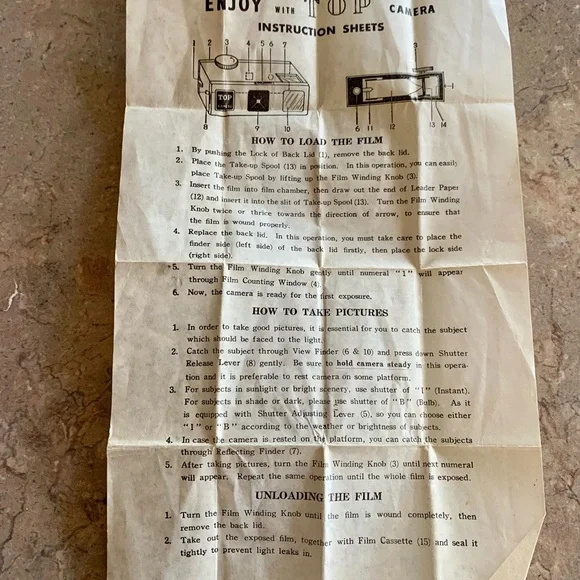 ENJOY WITH TOP CAMERA
INSTRUCTION SHEETS
1 2 3 4 5 6 7
TOP
8 9 10
3
15 11 12 13 14
HOW TO LOAD THE FILM
1. By pushing the Lock of Back Lid (1), remove the back lid.
2. Place the Take-up Spool (13) in position. In this operation, you can easily
place Take-up Spool by lifting up the Film Winding Knob (3).
3. Insert the film into film chamber, then draw out the end of Leader Paper
(12) and insert it into the slit of Take-up Spool (13). Turn the Film Winding
Knob twice or thrice towards the direction of arrow, to ensure that
the film is wound properly.
4. Replace the back lid. In this operation, you must take care to place the
finder side (left side) of the back lid firstly, then place the lock side
(right side).
5. Turn the Film Winding Knob gently until numeral "1" will appear
through Film Counting Window (4).
6. Now, the camera is ready for the first exposure.
HOW TO TAKE PICTURES
1. In order to take good pictures, it is essential for you to catch the subject
which should be faced to the light.
2. Catch the subject through View Finder (6 & 10) and press down Shutter
Release Lever (8) gently. Be sure to hold camera steady in this opera-
tion and it is preferable to rest camera on some platform.
3. For subjects in sunlight or bright scenery, use shutter of "I" (Instant).
For subjects in shade or dark, please use shutter of "B" (Bulb). As it
is equipped with Shutter Adjusting Lever (5), so you can choose either
"I" or "B" according to the weather or brightness of subjects.
4. In case the camera is rested on the platform, you can catch the subjects
through Reflecting Finder (7).
5. After taking pictures, turn the Film Winding Knob (3) until next numeral
will appear. Repeat the same operation until the whole film is exposed.
UNLOADING THE FILM
1. Turn the Film Winding Knob until the film is wound completely, then
remove the back lid.
2. Take out the exposed film, together with Film Cassette (15) and seal it
tightly to prevent light leaks in.